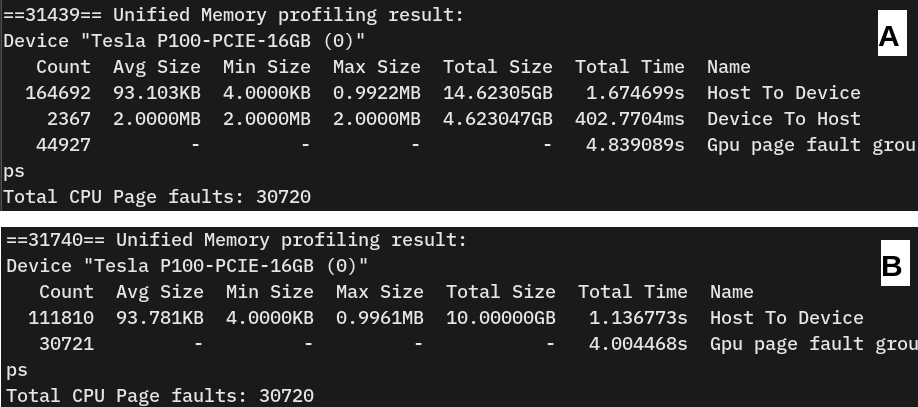 ==31439== Unified Memory profiling result:
Device "Tesla P100-PCIE-16GB (0)"
A
Count Avg Size Min Size Max Size Total Size Total Time Name
164692 93.103KB 4.0000KB 0.9922MB 14.62305GB 1.674699s Host To Device
2367 2.0000MB 2.0000MB 2.0000MB 4.623047GB 402.7704ms Device To Host
44927 - - - - 4.839089s Gpu page fault grou
ps
Total CPU Page faults: 30720
==31740== Unified Memory profiling result:
Device "Tesla P100-PCIE-16GB (0)"
B
Count Avg Size Min Size Max Size Total Size Total Time Name
111810 93.781KB 4.0000KB 0.9961MB 10.00000GB 1.136773s Host To Device
30721 - - - - 4.004468s Gpu page fault grou
ps
Total CPU Page faults: 30720